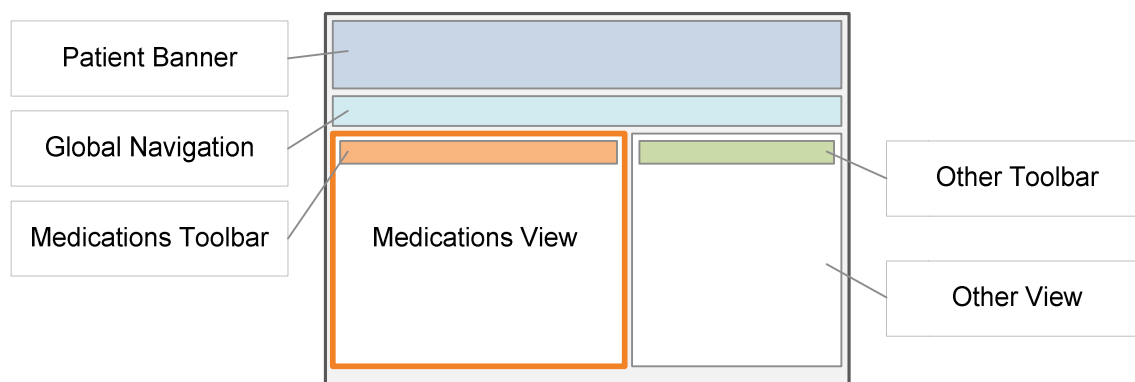 Patient Banner
Global Navigation
Medications Toolbar
Medications View
Other Toolbar
Other View